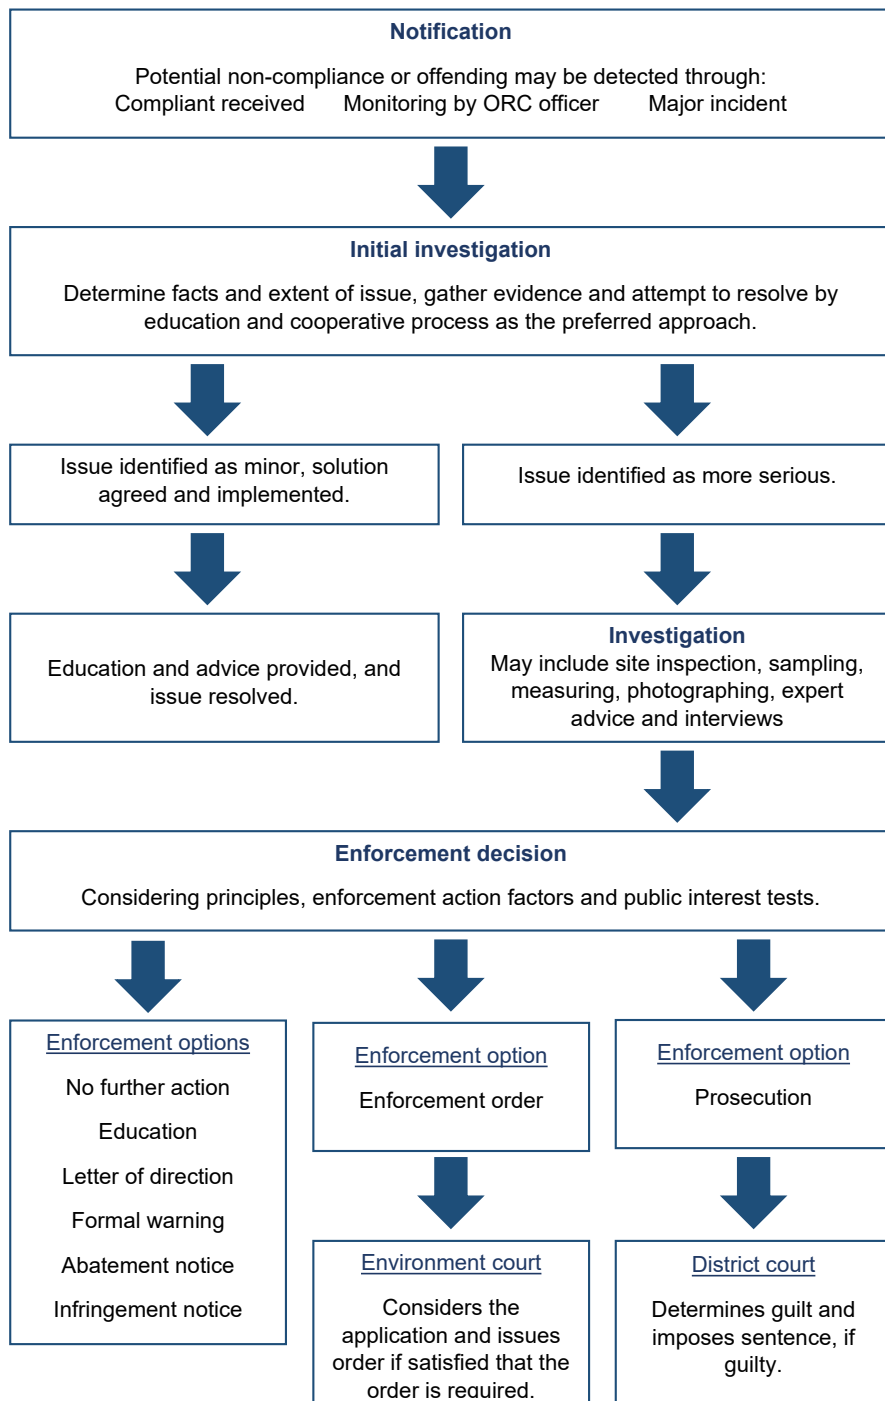 Notification
Potential non-compliance or offending may be detected through:
Compliant received Monitoring by ORC officer Major incident
Initial investigation
Determine facts and extent of issue, gather evidence and attempt to resolve by
education and cooperative process as the preferred approach.
Issue identified as minor, solution
agreed and implemented.
Issue identified as more serious.
Education and advice provided, and
issue resolved.
Investigation
May include site inspection, sampling,
measuring, photographing, expert
advice and interviews
Enforcement decision
Considering principles, enforcement action factors and public interest tests.
Enforcement options
No further action
Education
Letter of direction
Formal warning
Abatement notice
Infringement notice
Enforcement option
Enforcement order
Enforcement option
Prosecution
Environment court
Considers the
application and issues
order if satisfied that the
order is required.
District court
Determines guilt and
imposes sentence, if
guilty.